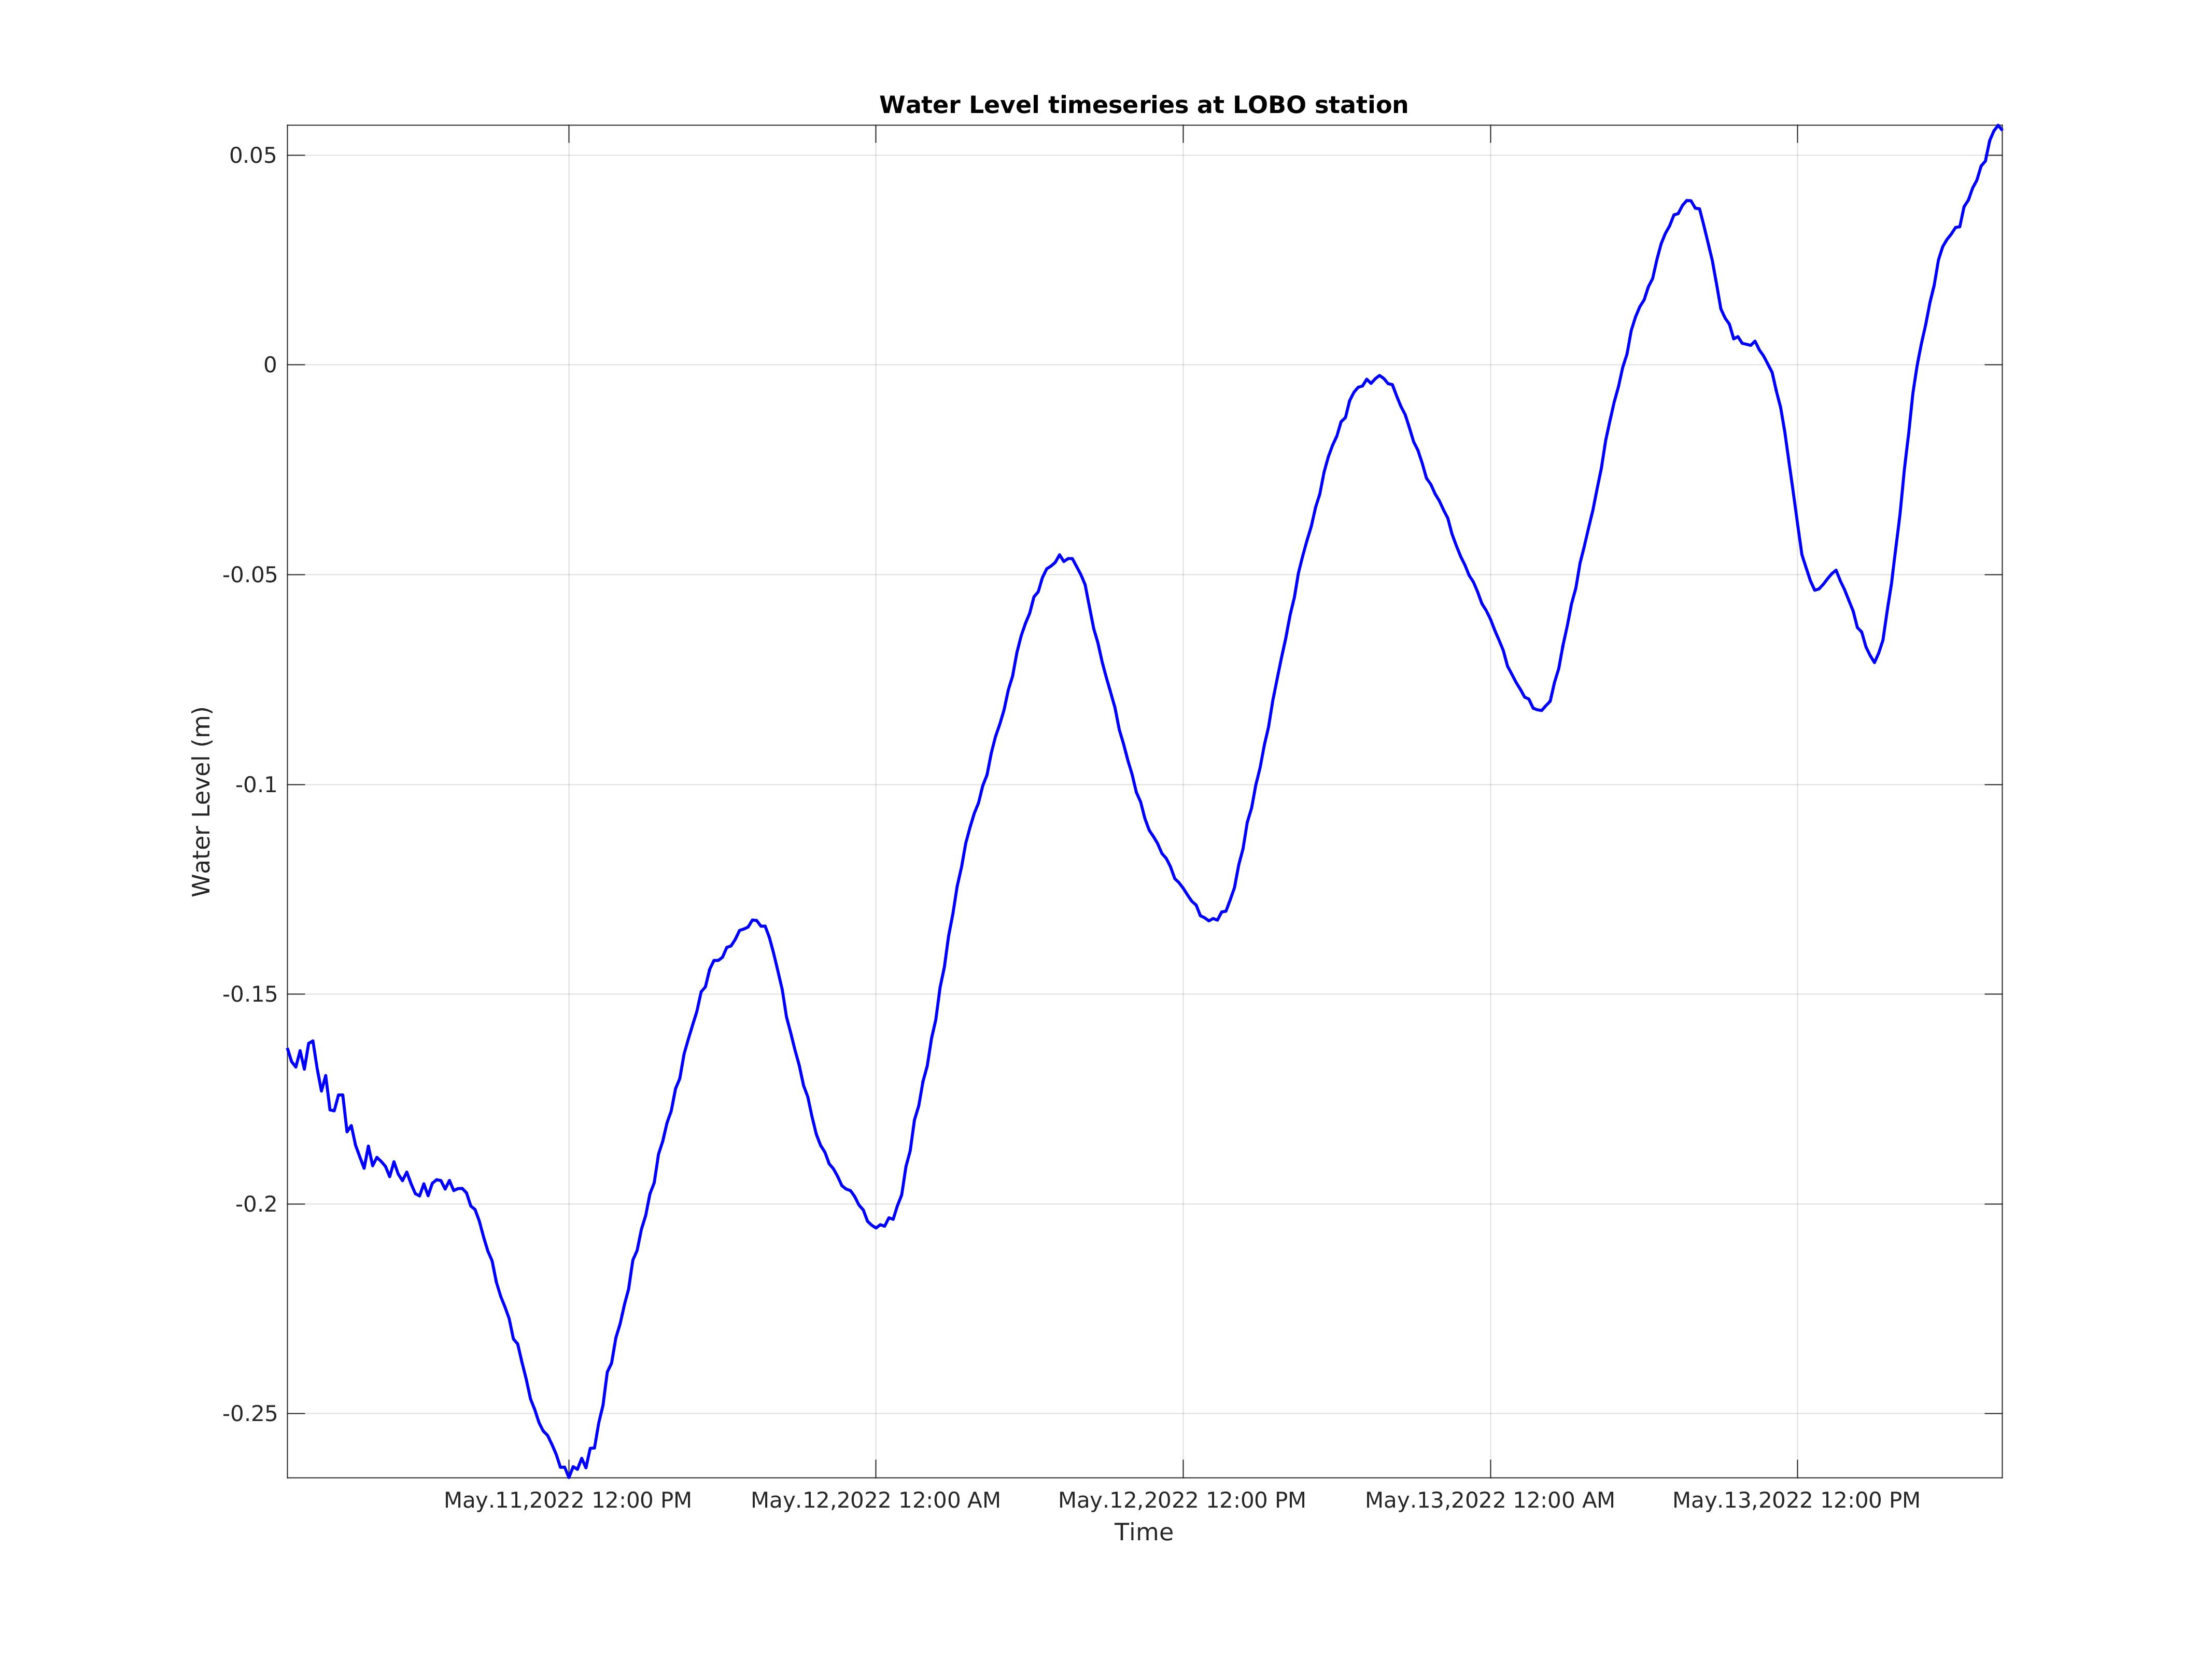 Water Level timeseries at LOBO station
0.05
0
-0.05
-0.1
-0.15
-0.2
-0.25
Water Level (m)
May.11,2022 12:00 PM
May.12,2022 12:00 AM
May.12,2022 12:00 PM
May.13,2022 12:00 AM
May.13,2022 12:00 PM
Time